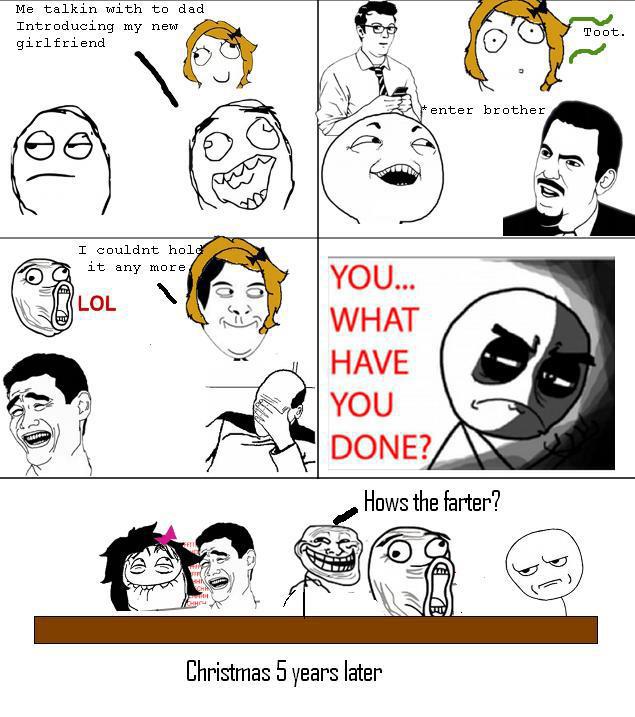 Me talkin with to dad
Introducing my new
girlfriend
Toot.
*enter brother
I couldnt hold
it any more
LOL
YOU...
WHAT
HAVE
YOU
DONE?
Hows the farter?
Christmas 5 years later